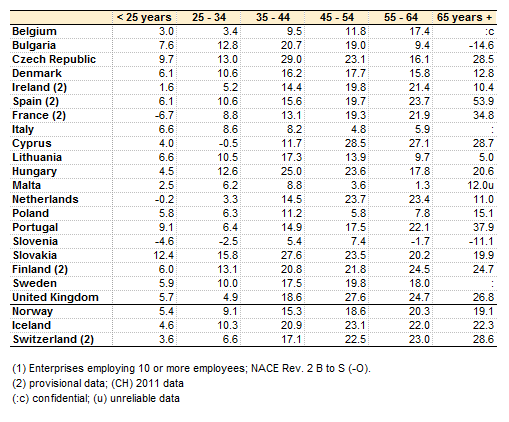 < 25 years 25 - 34 35 - 44 45 - 54 55 - 64 65 years +
Belgium 3.0 3.4 9.5 11.8 17.4 :c
Bulgaria 7.6 12.8 20.7 19.0 9.4 -14.6
Czech Republic 9.7 13.0 29.0 23.1 16.1 28.5
Denmark 6.1 10.6 16.2 17.7 15.8 12.8
Ireland (2) 1.6 5.2 14.4 19.8 21.4 10.4
Spain (2) 6.1 10.6 15.6 19.7 23.7 53.9
France (2) -6.7 8.8 13.1 19.3 21.9 34.8
Italy 6.6 8.6 8.2 4.8 5.9 :
Cyprus 4.0 -0.5 11.7 28.5 27.1 28.7
Lithuania 6.6 10.5 17.3 13.9 9.7 5.0
Hungary 4.5 12.6 25.0 23.6 17.8 20.6
Malta 2.5 6.2 8.8 3.6 1.3 12.0u
Netherlands -0.2 3.3 14.5 23.7 23.4 11.0
Poland 5.8 6.3 11.2 5.8 7.8 15.1
Portugal 9.1 6.4 14.9 17.5 22.1 37.9
Slovenia -4.6 -2.5 5.4 7.4 -1.7 -11.1
Slovakia 12.4 15.8 27.6 23.5 20.2 19.9
Finland (2) 6.0 13.1 20.8 21.8 24.5 24.7
Sweden 5.9 10.0 17.5 19.8 18.0 :
United Kingdom 5.7 4.9 18.6 27.6 24.7 26.8
Norway 5.4 9.1 15.3 18.6 20.3 19.1
Iceland 4.6 10.3 20.9 23.1 22.0 22.3
Switzerland (2) 3.6 6.6 17.1 22.5 23.0 28.6
(1) Enterprises employing 10 or more employees; NACE Rev. 2 B to S (-O).
(2) provisional data; (CH) 2011 data
(:c) confidential; (u) unreliable data